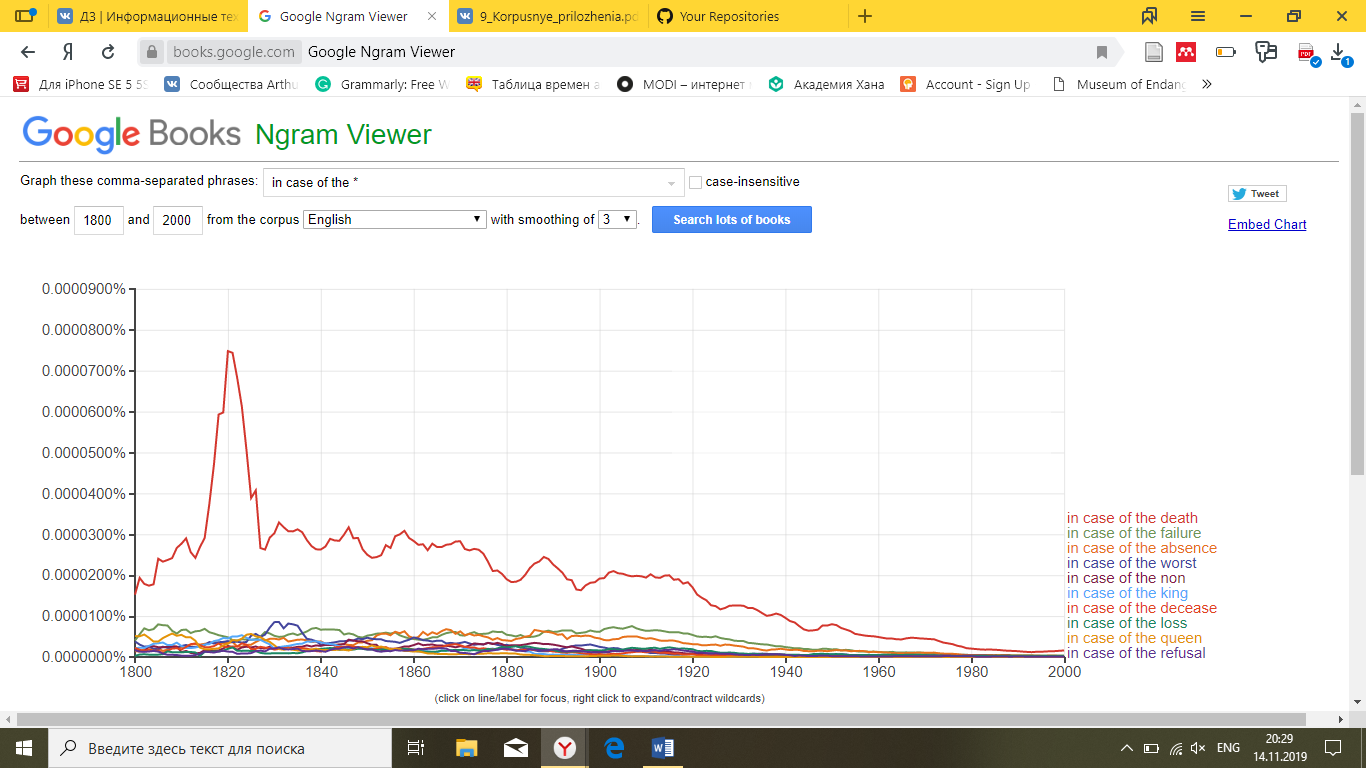 ДЗ | Информационные тех
Google Ngram Viewer
9_Korpusnye_prilozhenia.pd
Your Repositories
Я
books.google.com Google Ngram Viewer
1
Для iPhone SE 5 5S
Сообщества Arthu
Grammarly: Free W
Таблица времен а
MODI – интернет
Академия Хана
Account - Sign Up
Museum of Endang
Google Books Ngram Viewer
Graph these comma-separated phrases: in case of the * case-insensitive
Tweet
between 1800 and 2000 from the corpus English with smoothing of 3 . Search lots of books
Embed Chart
0.0000900%
0.0000800%
0.0000700%
0.0000600%
0.0000500%
0.0000400%
0.0000300%
0.0000200%
0.0000100%
0.0000000%
in case of the death
in case of the failure
in case of the absence
in case of the worst
in case of the non
in case of the king
in case of the decease
in case of the loss
in case of the queen
in case of the refusal
1800 1820 1840 1860 1880 1900 1920 1940 1960 1980 2000
(click on line/label for focus, right click to expand/contract wildcards)
Введите здесь текст для поиска
ENG
20:29
14.11.2019